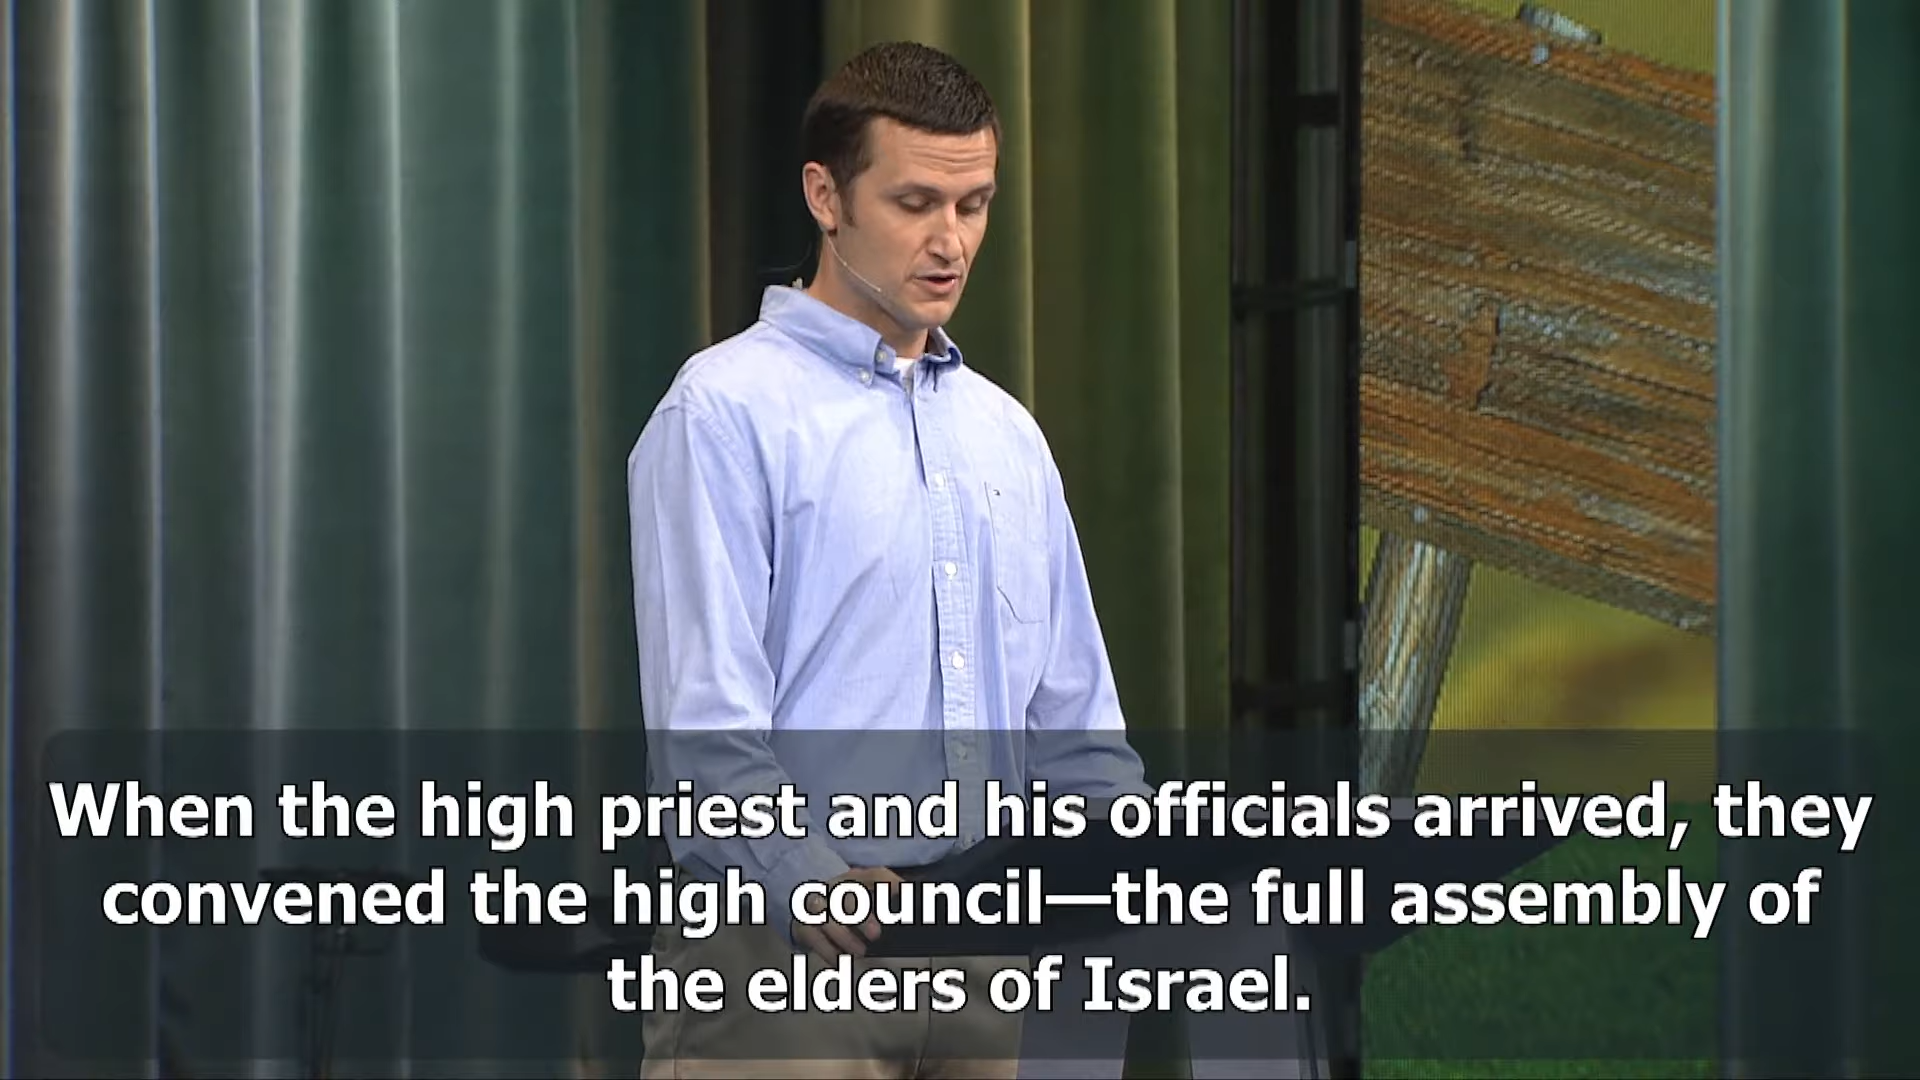 When the high priest and his officials arrived, they
convened the high council—the full assembly of
the elders of Israel.